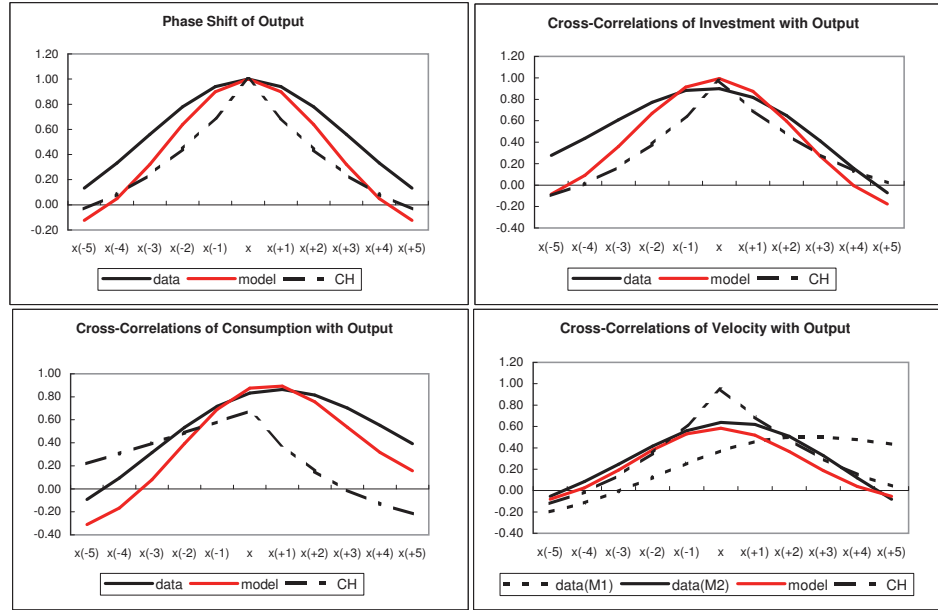 Phase Shift of Output
1.20
1.00
0.80
0.60
0.40
0.20
0.00
-0.20
x(-5) x(-4) x(-3) x(-2) x(-1) x x(+1) x(+2) x(+3) x(+4) x(+5)
data model CH
Cross-Correlations of Investment with Output
1.20
1.00
0.80
0.60
0.40
0.20
0.00
-0.20
-0.40
x(-5) x(-4) x(-3) x(-2) x(-1) x x(+1) x(+2) x(+3) x(+4) x(+5)
data model CH
Cross-Correlations of Consumption with Output
1.00
0.80
0.60
0.40
0.20
0.00
-0.20
-0.40
x(-5) x(-4) x(-3) x(-2) x(-1) x x(+1) x(+2) x(+3) x(+4) x(+5)
data model CH
Cross-Correlations of Velocity with Output
1.20
1.00
0.80
0.60
0.40
0.20
0.00
-0.20
-0.40
x(-5) x(-4) x(-3) x(-2) x(-1) x x(+1) x(+2) x(+3) x(+4) x(+5)
data(M1) data(M2) model CH